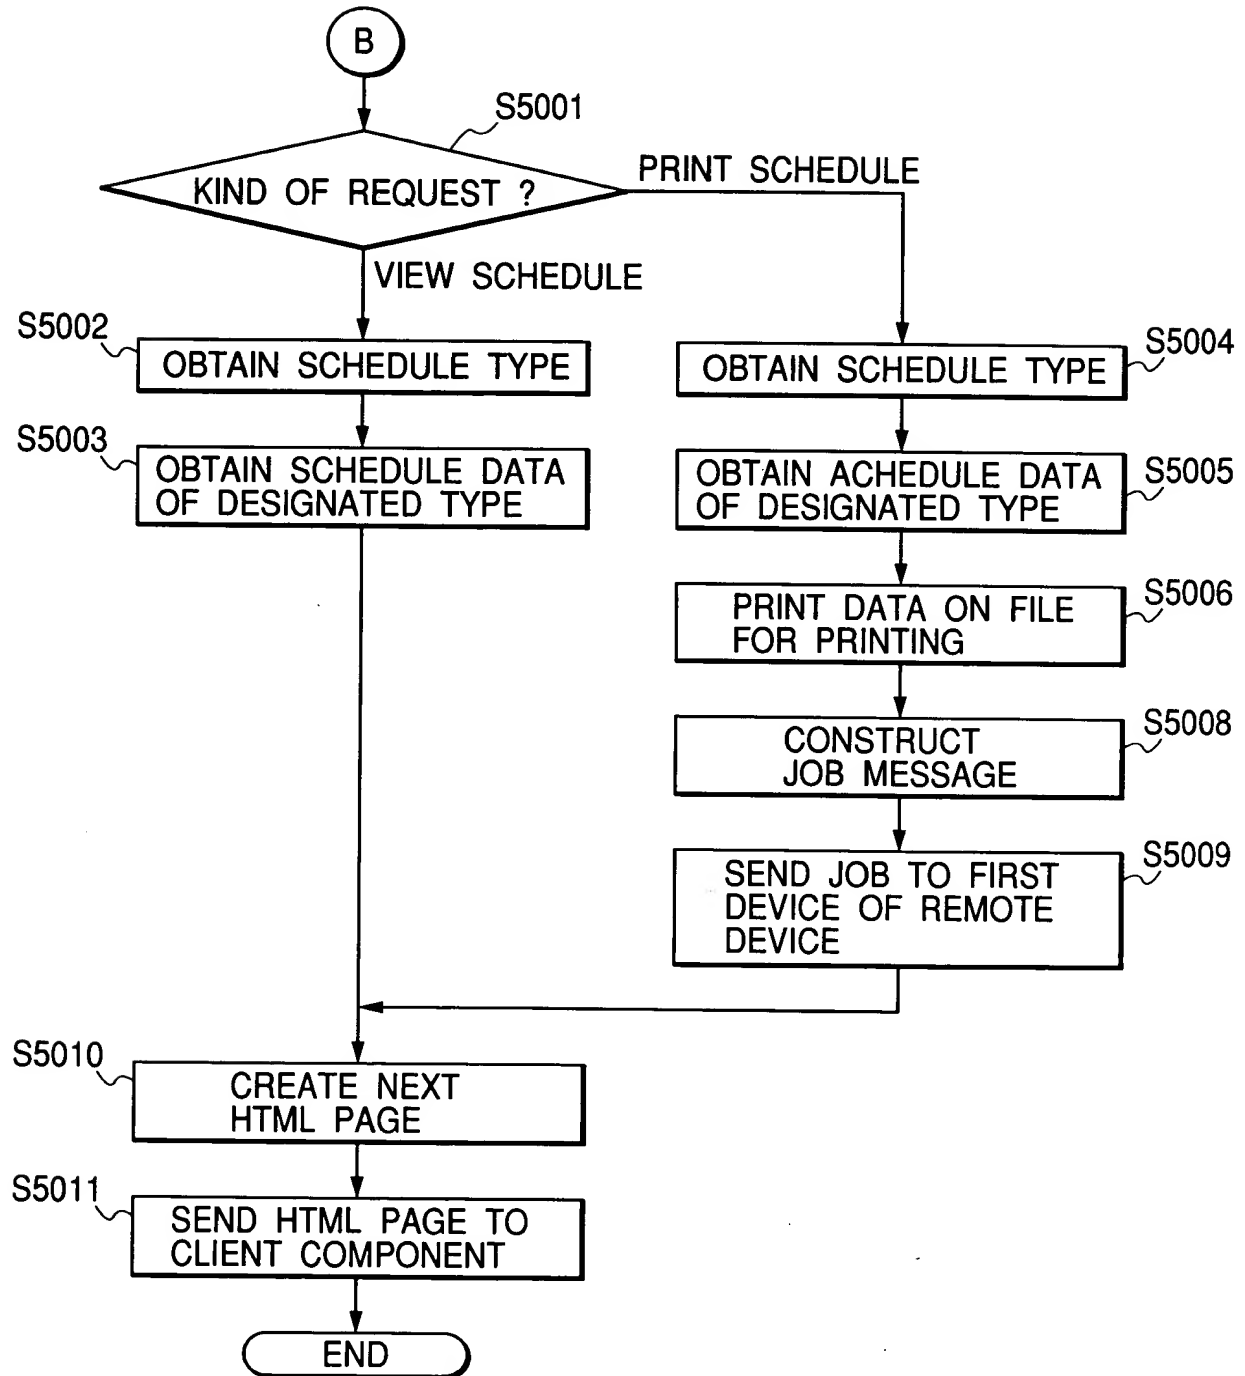 B
S5001
KIND OF REQUEST ?
PRINT SCHEDULE
VIEW SCHEDULE
S5002
OBTAIN SCHEDULE TYPE
S5003
OBTAIN SCHEDULE DATA
OF DESIGNATED TYPE
S5004
OBTAIN SCHEDULE TYPE
S5005
OBTAIN ACHEDULE DATA
OF DESIGNATED TYPE
S5006
PRINT DATA ON FILE
FOR PRINTING
S5008
CONSTRUCT
JOB MESSAGE
S5009
SEND JOB TO FIRST
DEVICE OF REMOTE
DEVICE
S5010
CREATE NEXT
HTML PAGE
S5011
SEND HTML PAGE TO
CLIENT COMPONENT
END